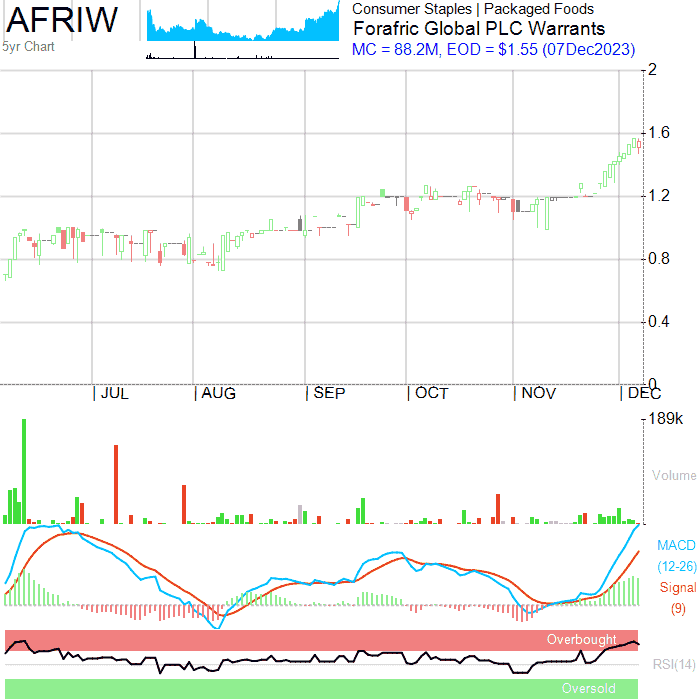 AFRIW
5yr Chart
Consumer Staples | Packaged Foods
Forafric Global PLC Warrants
MC = 88.2M, EOD = $1.55 (07Dec2023)
2
1.6
1.2
0.8
0.4
0
| JUL | AUG | SEP | OCT | NOV | DEC
189k
Volume
MACD
(12-26)
Signal
(9)
Overbought
RSI(14)
Oversold